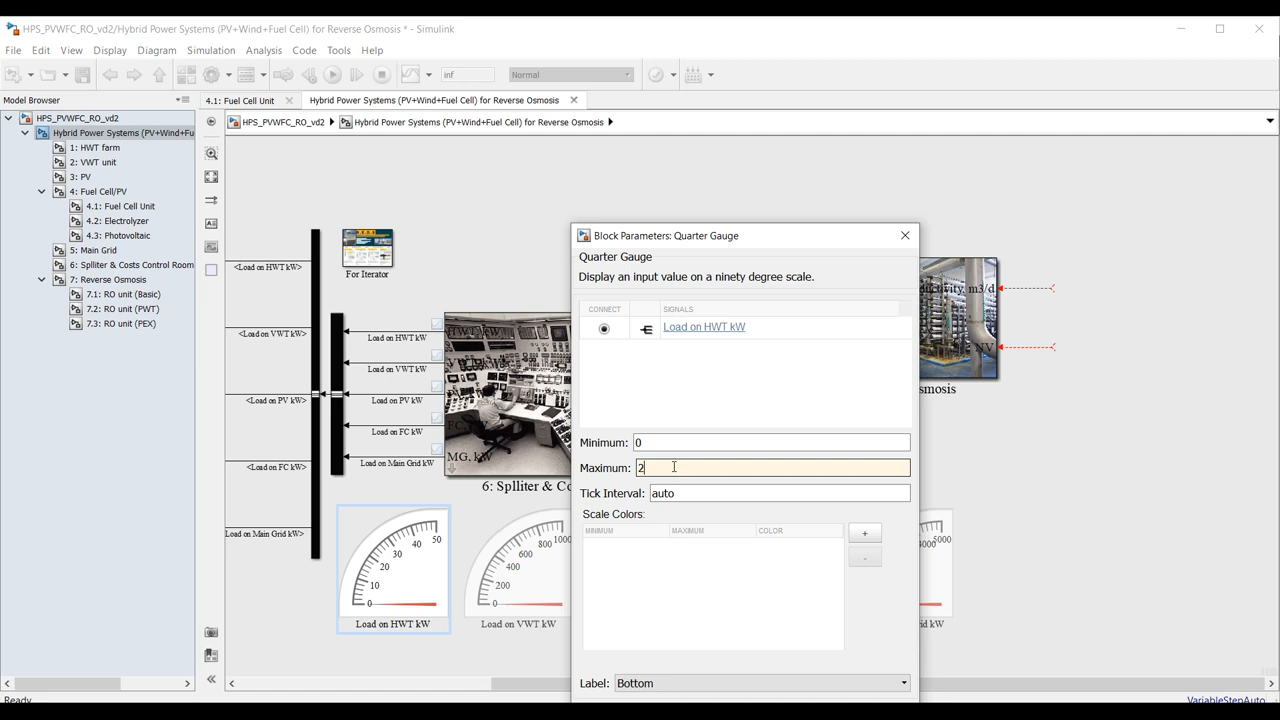 HPS_PVWFC_RO_vd2/Hybrid Power Systems (PV+Wind+Fuel Cell) for Reverse Osmosis * - Simulink
File Edit View Display Diagram Simulation Analysis Code Tools Help
inf
Normal
Model Browser
4.1: Fuel Cell Unit
Hybrid Power Systems (PV+Wind+Fuel Cell) for Reverse Osmosis
HPS_PVWFC_RO_vd2
Hybrid Power Systems (PV+Wind+Fuel Cell) for Reverse Osmosis
HPS_PVWFC_RO_vd2
Hybrid Power Systems (PV+Wind+Fu
1: HWT farm
2: VWT unit
3: PV
4: Fuel Cell/PV
4.1: Fuel Cell Unit
4.2: Electrolyzer
4.3: Photovoltaic
5: Main Grid
6: Spliiter & Costs Control Room
7: Reverse Osmosis
7.1: RO unit (Basic)
7.2: RO unit (PWT)
7.3: RO unit (PEX)
<Load on HWT kW>
<Load on VWT kW>
<Load on PV kW>
<Load on FC kW>
Load on Main Grid kW>
For Iterator
Load on HWT kW
Load on VWT kW
Load on PV kW
Load on FC kW
Load on Main Grid kW
MG, kW
6: Splliter & Co
Block Parameters: Quarter Gauge
Quarter Gauge
Display an input value on a ninety degree scale.
CONNECT SIGNALS
Load on HWT kW
Minimum: 0
Maximum: 2
Tick Interval: auto
Scale Colors:
MINIMUM MAXIMUM COLOR
+
-
Label: Bottom
ductivity, m3/d
NV
smosis
0 10 20 30 40 50
Load on HWT kW
0 200 400 600 800 1000
Load on VWT kW
4000 5000
id kW
Ready
VariableStepAuto